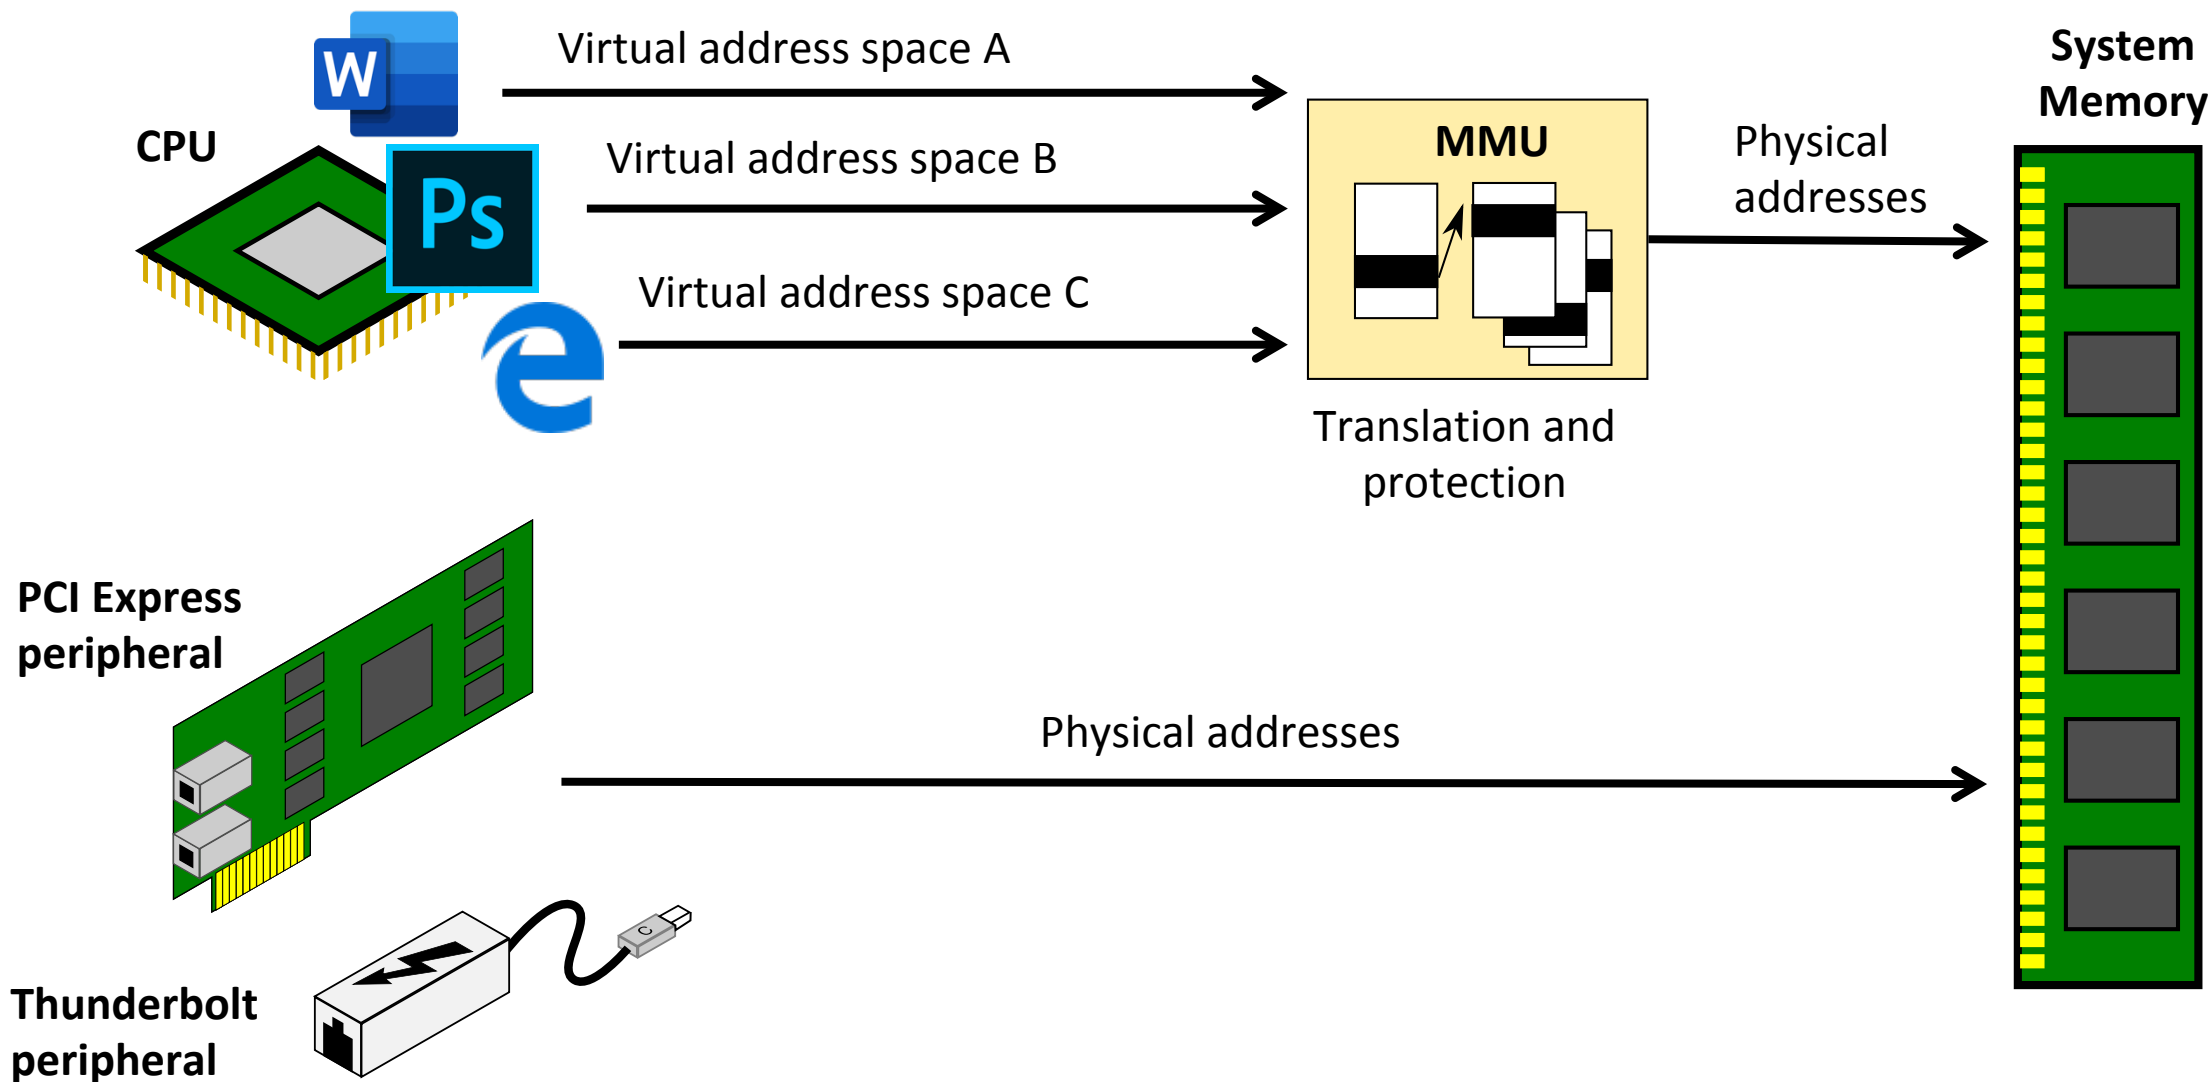 W
Virtual address space A
System
Memory
CPU
MMU
Physical
addresses
Ps
Virtual address space B
Virtual address space C
Translation and
protection
PCI Express
peripheral
Physical addresses
C
Thunderbolt
peripheral